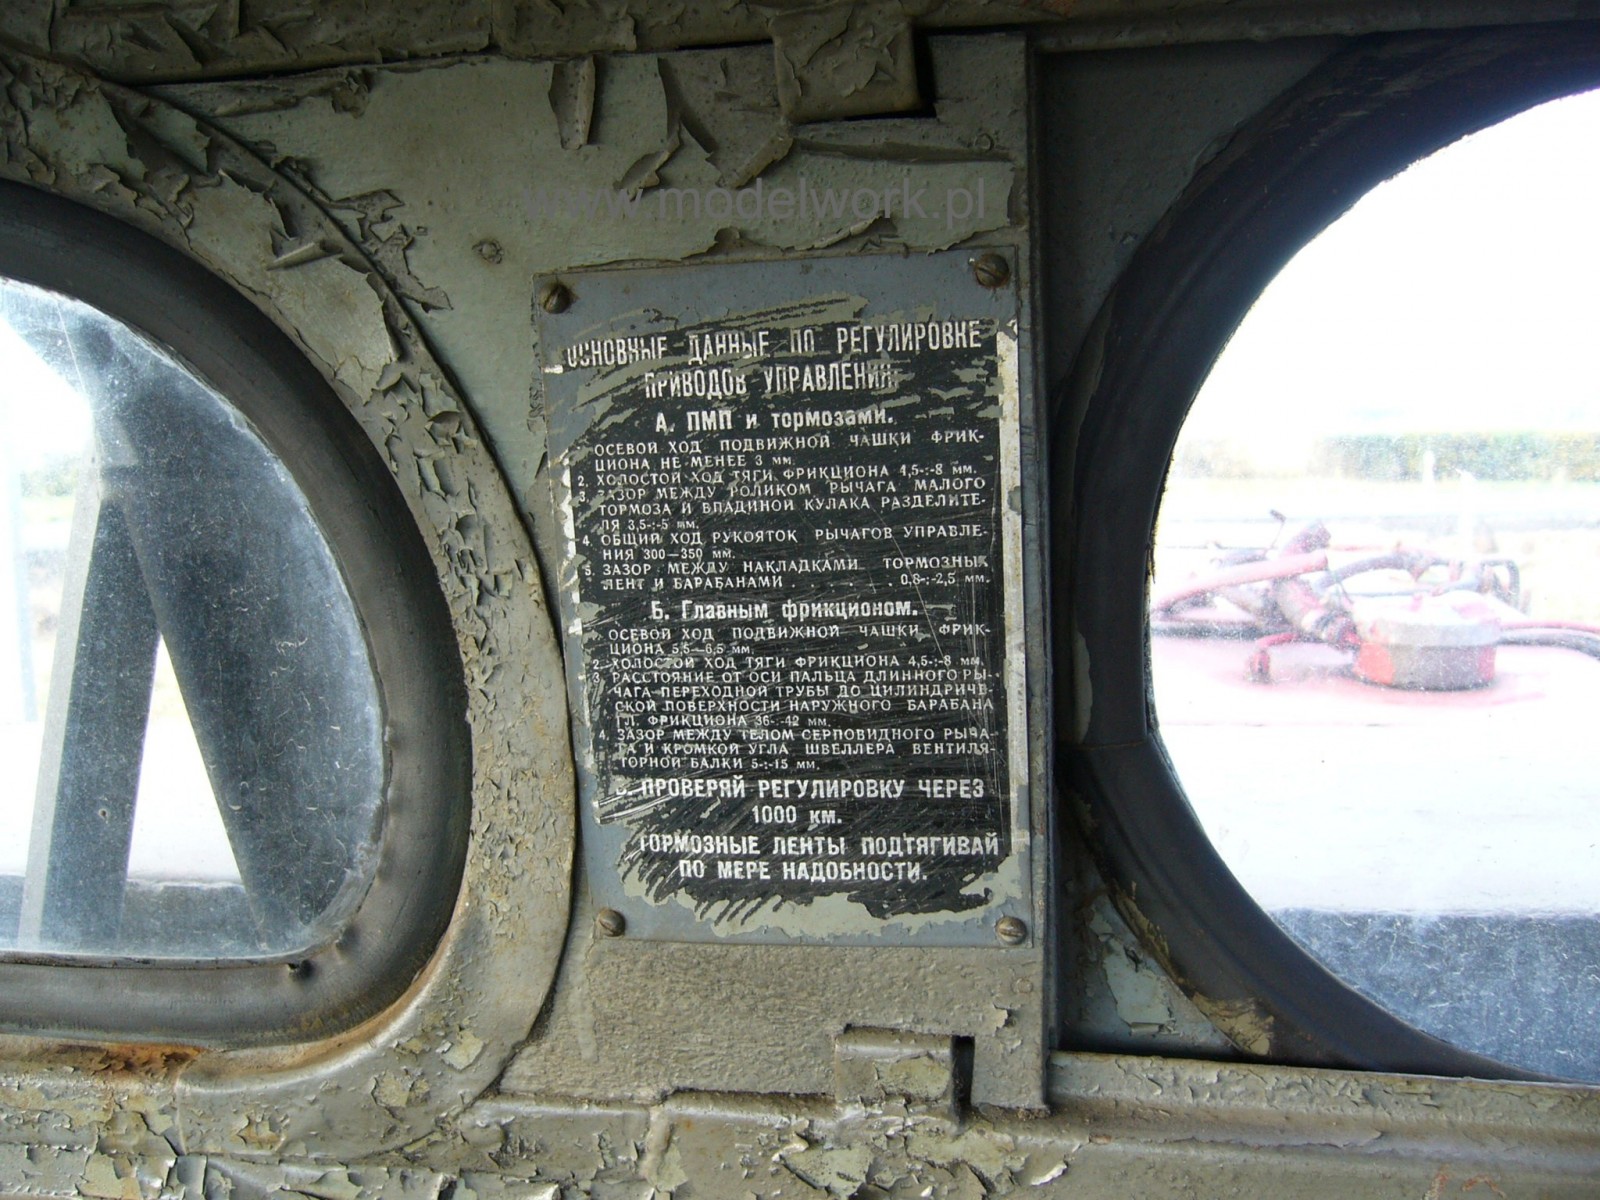 www.modelwork.pl
ОСНОВНЫЕ ДАННЫЕ ПО РЕГУЛИРОВКЕ
ПРИВОДОВ УПРАВЛЕНИЯ
А. ПМП и тормозами.
ОСЕВОЙ ХОД ПОДВИЖНОЙ ЧАШКИ ФРИК-
ЦИОНА НЕ МЕНЕЕ 3 мм.
2. ХОЛОСТОЙ ХОД ТЯГИ ФРИКЦИОНА 4,5-:-8 мм.
3. ЗАЗОР МЕЖДУ РОЛИКОМ РЫЧАГА МАЛОГО
ТОРМОЗА И ВПАДИНОЙ КУЛАКА РАЗДЕЛИТЕ-
ЛЯ 3,5-:-5 мм.
4. ОБЩИЙ ХОД РУКОЯТОК РЫЧАГОВ УПРАВЛЕ-
НИЯ 300—350 мм.
5. ЗАЗОР МЕЖДУ НАКЛАДКАМИ ТОРМОЗНЫХ
ЛЕНТ И БАРАБАНАМИ . . . . 0,8-:-2,5 мм.
Б. Главным фрикционом.
1. ОСЕВОЙ ХОД ПОДВИЖНОЙ ЧАШКИ ФРИК-
ЦИОНА 5,5—6,5 мм.
2. ХОЛОСТОЙ ХОД ТЯГИ ФРИКЦИОНА 4,5-:-8 мм.
3. РАССТОЯНИЕ ОТ ОСИ ПАЛЬЦА ДЛИННОГО РЫ-
ЧАГА ПЕРЕХОДНОЙ ТРУБЫ ДО ЦИЛИНДРИЧЕ-
СКОЙ ПОВЕРХНОСТИ НАРУЖНОГО БАРАБАНА
ГЛ. ФРИКЦИОНА 36-:-42 мм.
4. ЗАЗОР МЕЖДУ ТЕЛОМ СЕРПОВИДНОГО РЫЧА-
ГА И КРОМКОЙ УГЛА ШВЕЛЛЕРА ВЕНТИЛЯ-
ТОРНОЙ БАЛКИ 5-:-15 мм.
В. ПРОВЕРЯЙ РЕГУЛИРОВКУ ЧЕРЕЗ
1000 КМ.
ТОРМОЗНЫЕ ЛЕНТЫ ПОДТЯГИВАЙ
ПО МЕРЕ НАДОБНОСТИ.